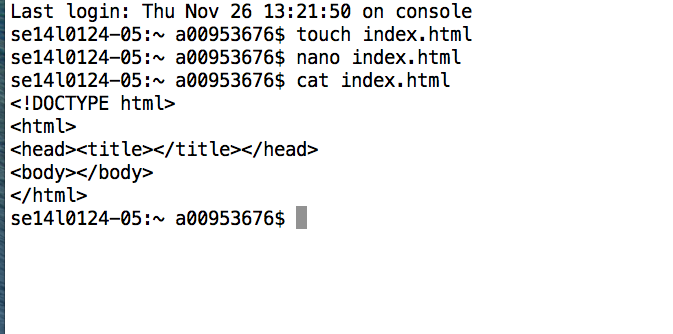 Last login: Thu Nov 26 13:21:50 on console
se14l0124-05:~ a00953676$ touch index.html
se14l0124-05:~ a00953676$ nano index.html
se14l0124-05:~ a00953676$ cat index.html
<!DOCTYPE html>
<html>
<head><title></title></head>
<body></body>
</html>
se14l0124-05:~ a00953676$